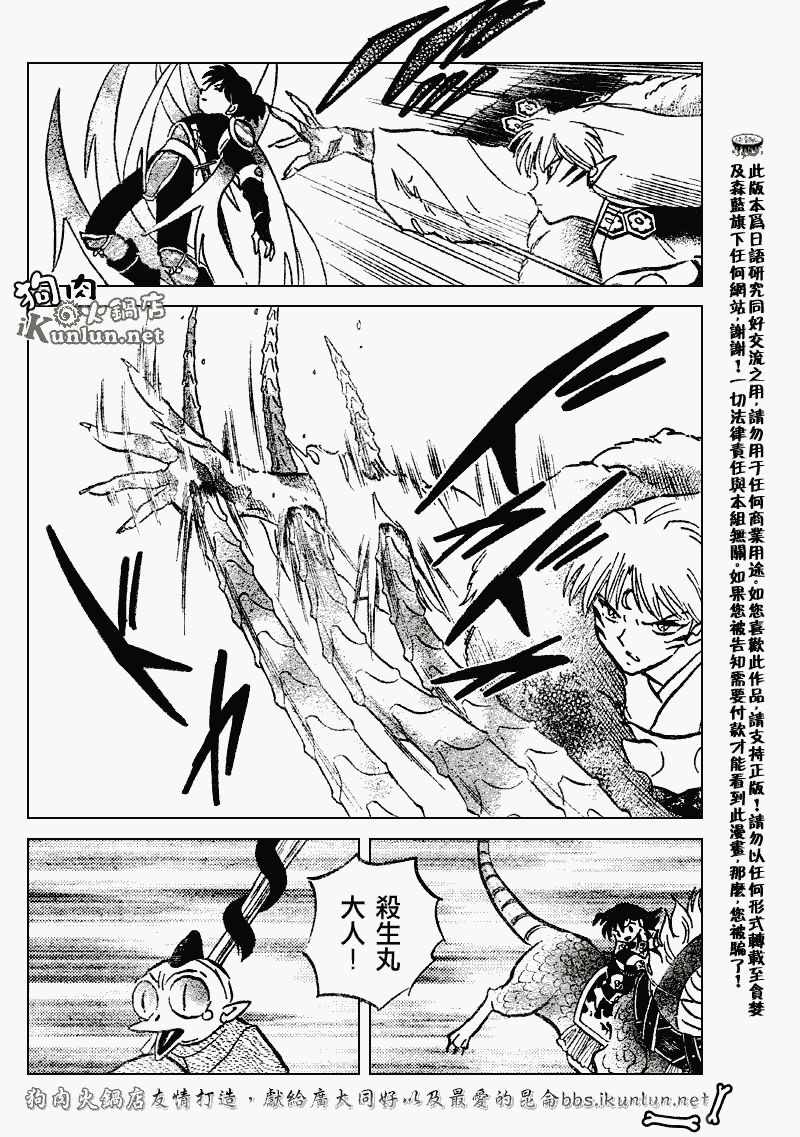 狗肉
火鍋店
iKunlun.net
殺生丸
大人！
此版本爲日語研究同好交流之用，請勿用于任何商業用途。如您喜歡此作品，請支持正版！請勿以任何形式轉載至貪婪
及森藍旗下任何網站，謝謝！一切法律責任與本組無關。如果您被告知需要付款才能看到此漫畫，那麼，您被騙了！
狗肉火鍋店友情打造，獻給廣大同好以及最愛的昆侖bbs.ikunlun.net